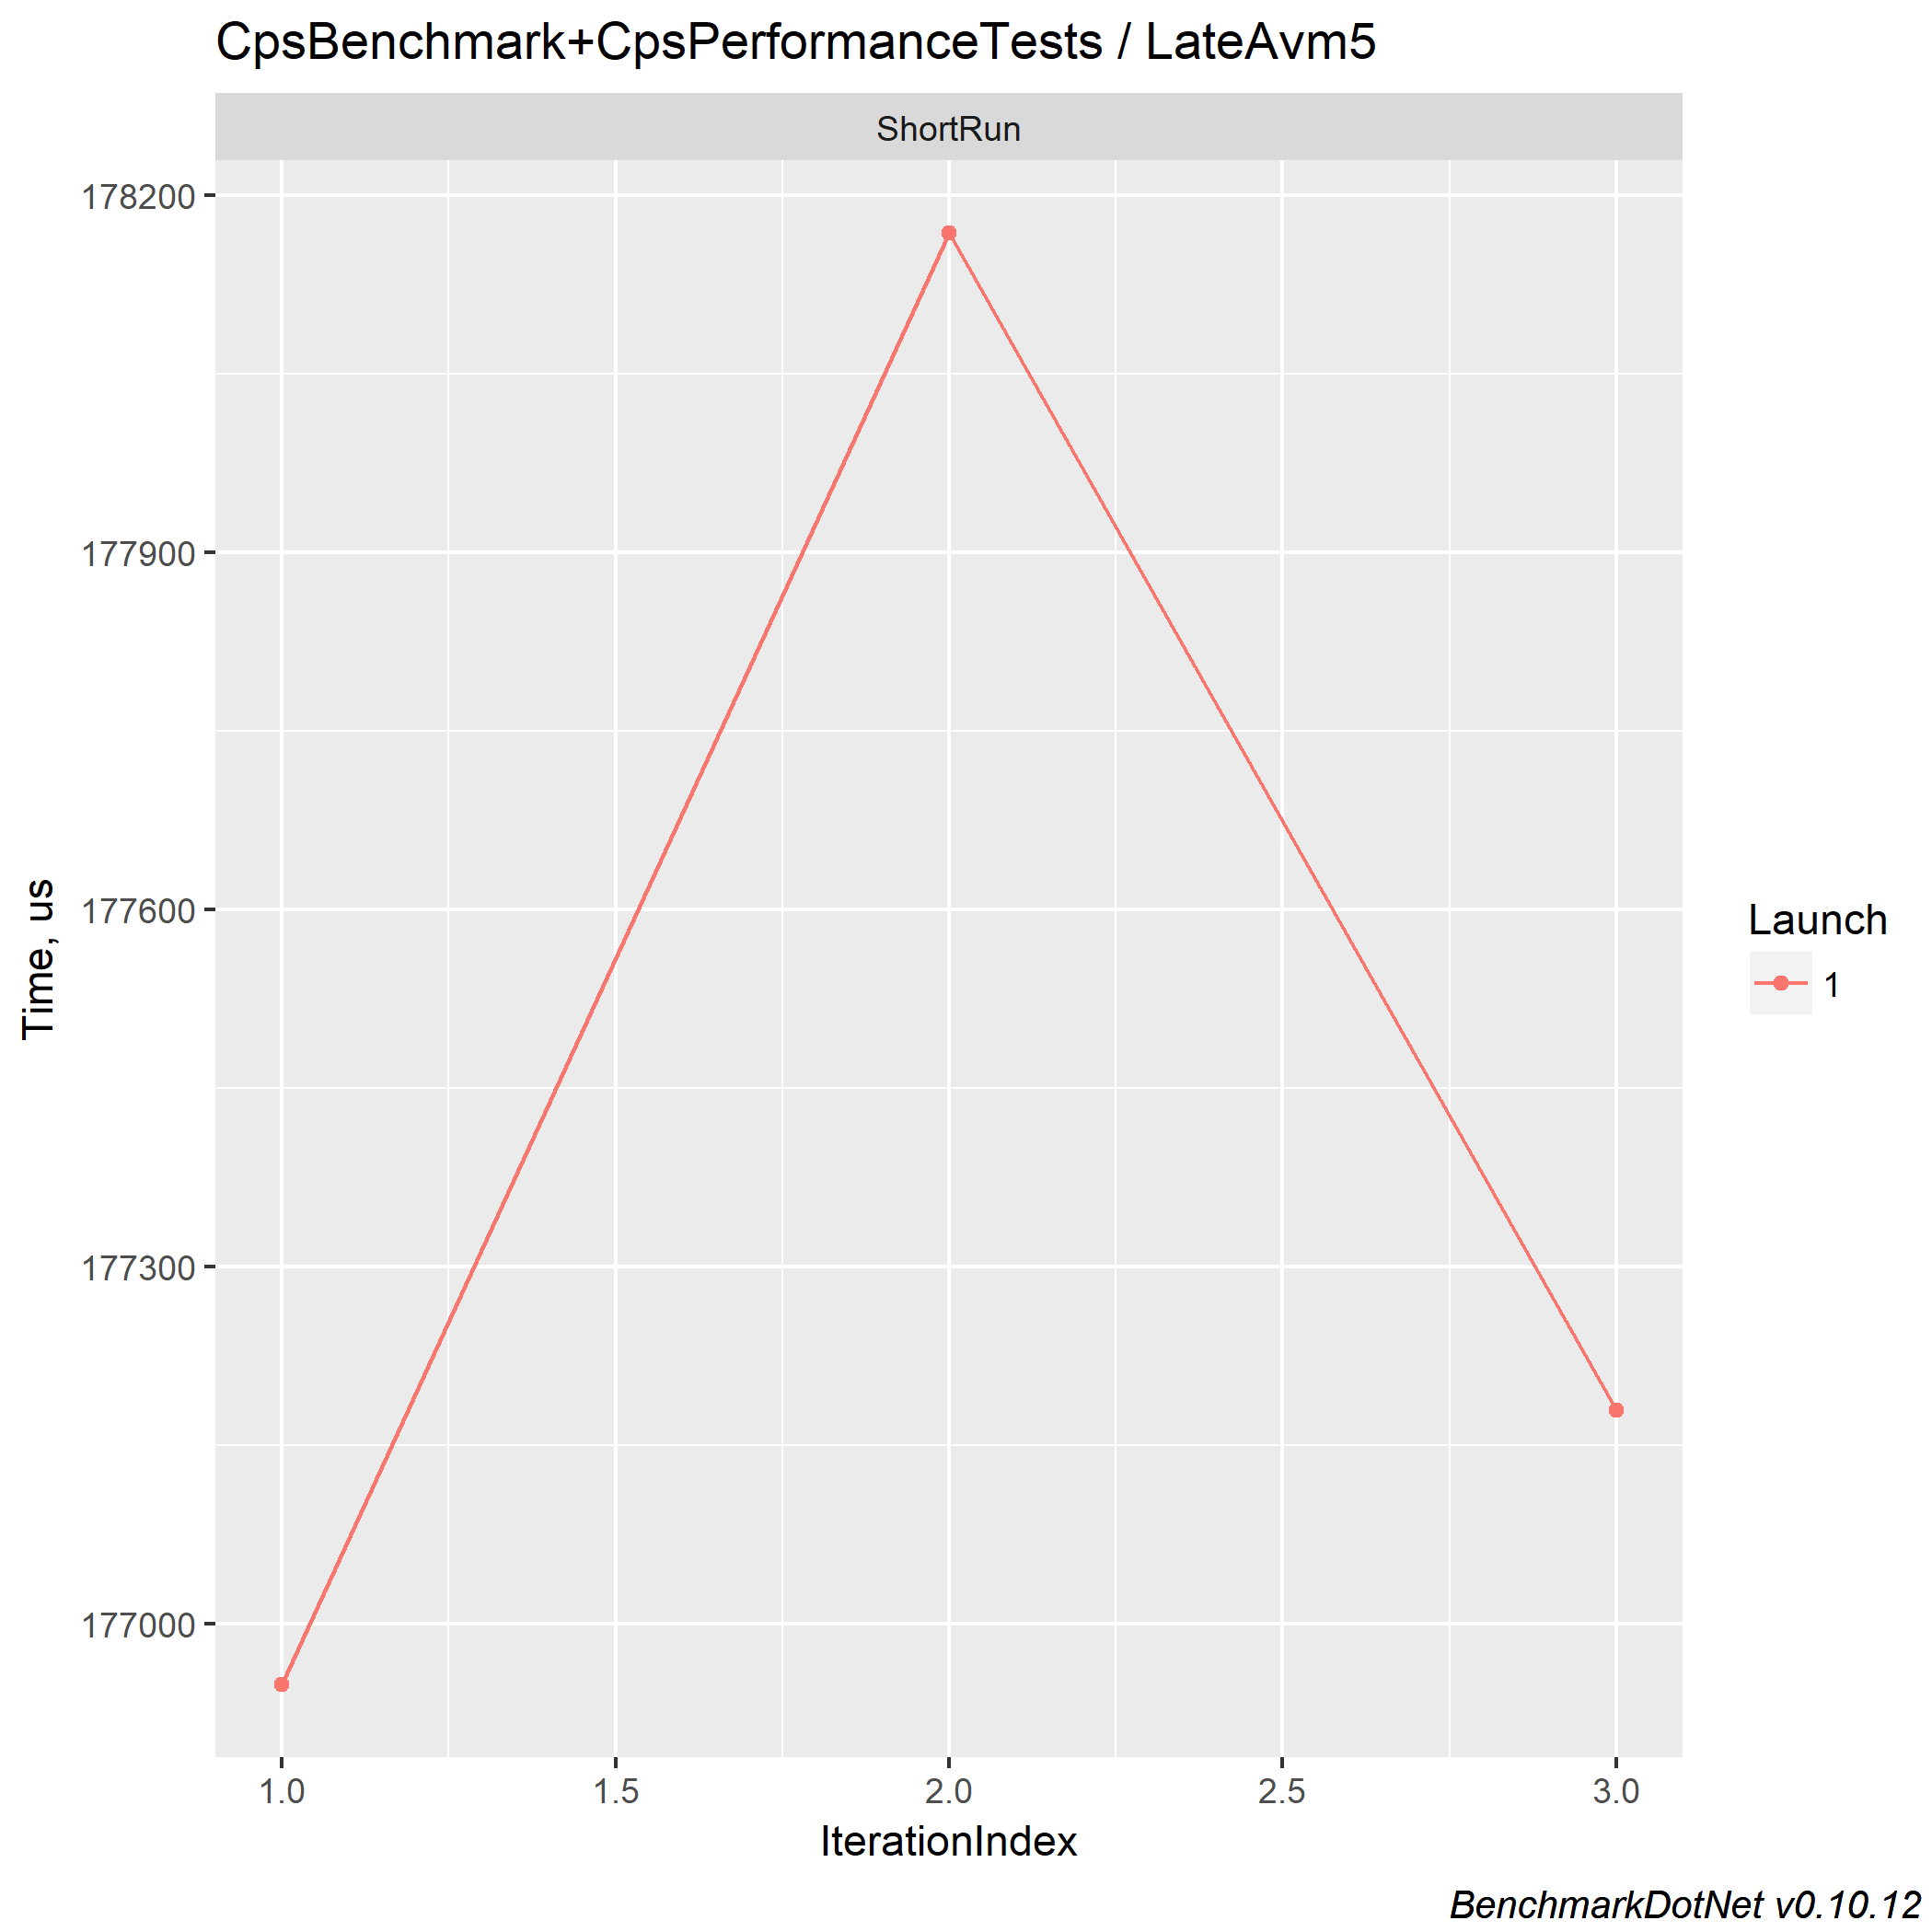 CpsBenchmark+CpsPerformanceTests / LateAvm5
ShortRun
178200
177900
177600
177300
177000
Time, us
1.0 1.5 2.0 2.5 3.0
IterationIndex
Launch
1
BenchmarkDotNet v0.10.12